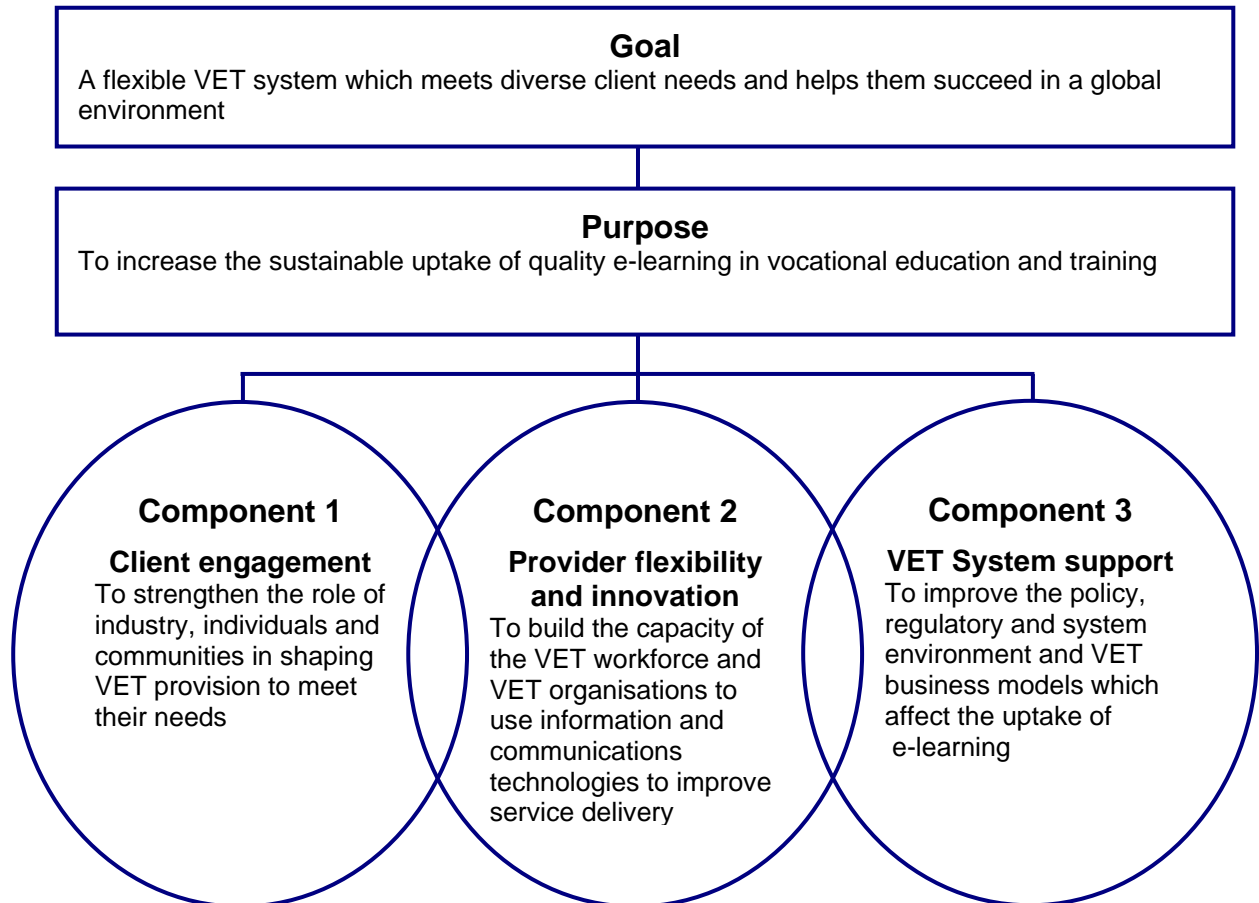 Goal
A flexible VET system which meets diverse client needs and helps them succeed in a global
environment
Purpose
To increase the sustainable uptake of quality e-learning in vocational education and training
Component 1
Client engagement
To strengthen the role of
industry, individuals and
communities in shaping
VET provision to meet
their needs
Component 2
Provider flexibility
and innovation
To build the capacity of
the VET workforce and
VET organisations to
use information and
communications
technologies to improve
service delivery
Component 3
VET System support
To improve the policy,
regulatory and system
environment and VET
business models which
affect the uptake of
e-learning